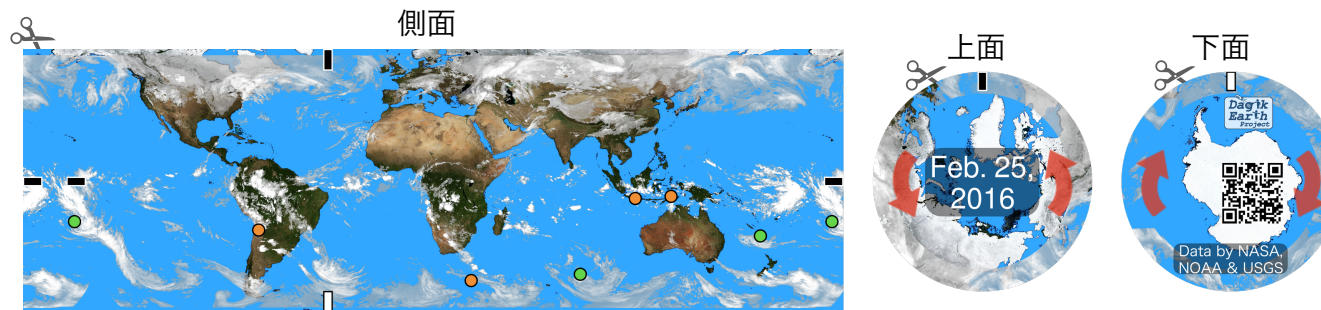 側面
上面
Feb. 25,
2016
下面
Dagik
Earth
Project
Data by NASA,
NOAA & USGS